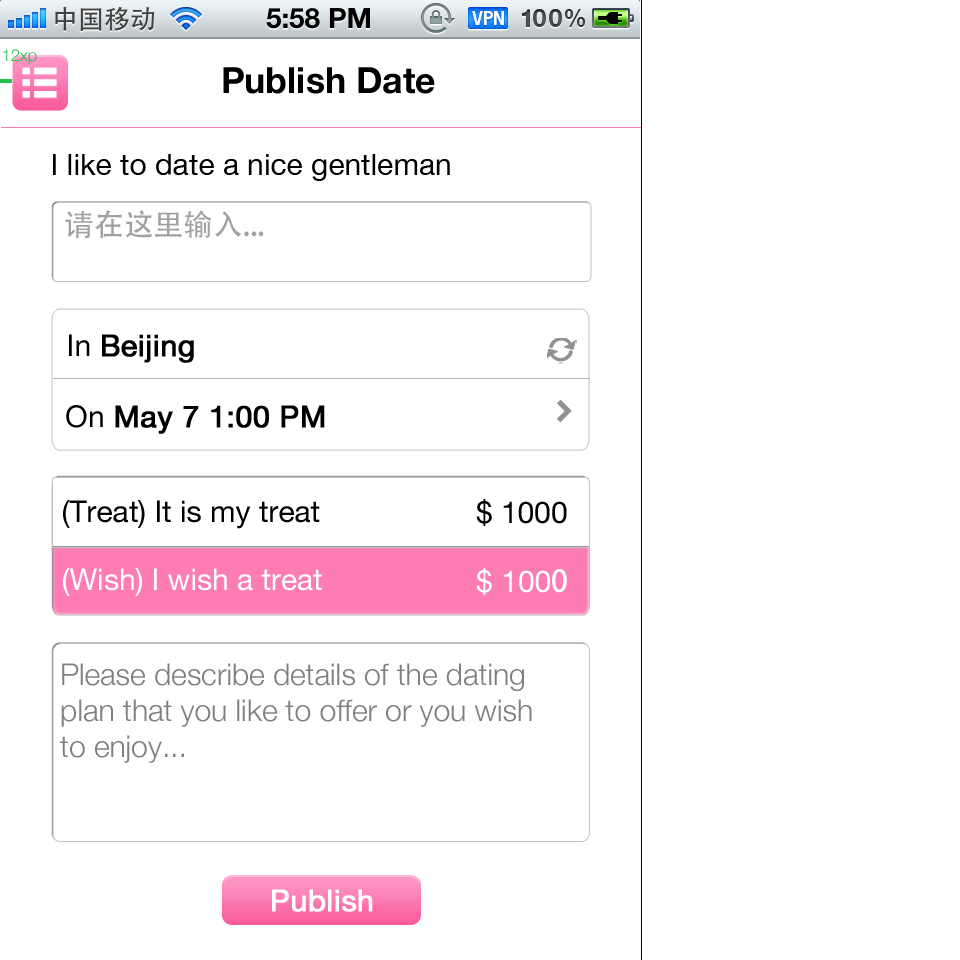 中国移动 5:58 PM VPN 100%
12xp
Publish Date
I like to date a nice gentleman
请在这里输入...
In Beijing
On May 7 1:00 PM
(Treat) It is my treat $ 1000
(Wish) I wish a treat $ 1000
Please describe details of the dating
plan that you like to offer or you wish
to enjoy...
Publish